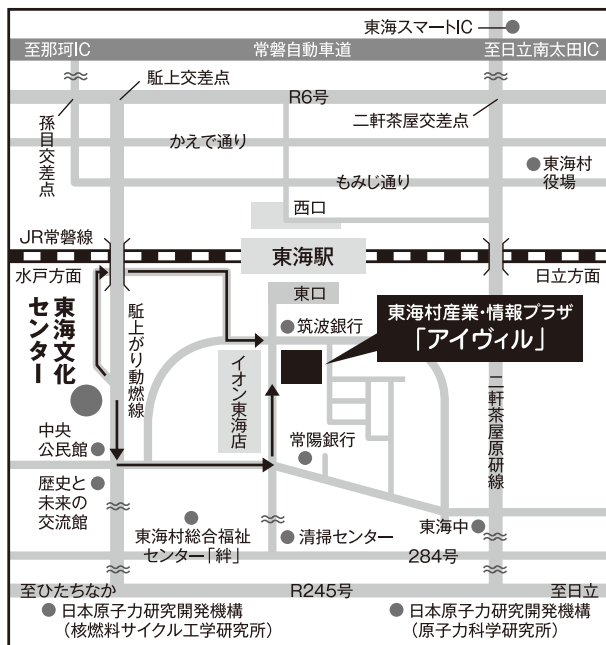 東海スマートIC
至那珂IC
常磐自動車道
至日立南太田IC
駈上交差点
R6号
二軒茶屋交差点
孫目交差点
かえで通り
もみじ通り
東海村
役場
西口
JR常磐線
東海駅
水戸方面
日立方面
東口
東海文化
センター
駈上がり動燃線
筑波銀行
東海村産業・情報プラザ
「アイヴィル」
イオン東海店
二軒茶屋原研線
中央
公民館
常陽銀行
歴史と
未来の
交流館
東海村総合福祉
センター「絆」
清掃センター
東海中
284号
至ひたちなか
R245号
至日立
日本原子力研究開発機構
(核燃料サイクル工学研究所)
日本原子力研究開発機構
(原子力科学研究所)